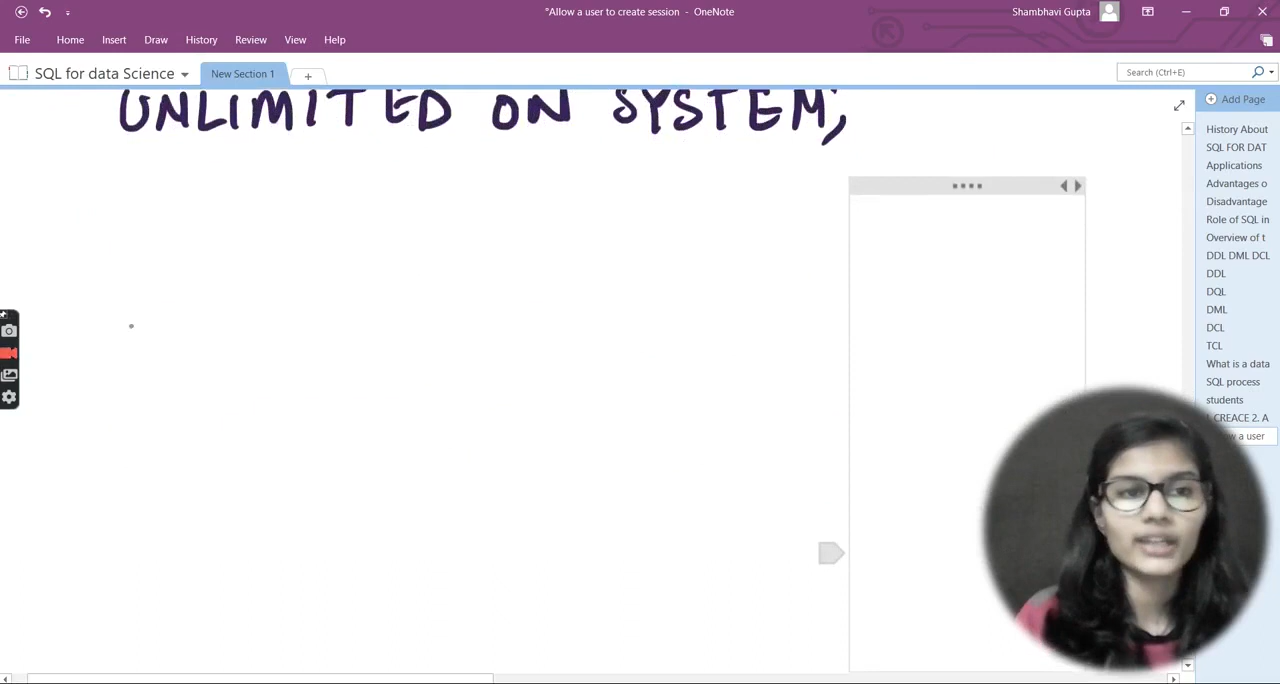 *Allow a user to create session - OneNote
Shambhavi Gupta
File Home Insert Draw History Review View Help
SQL for data Science
New Section 1
+
Search (Ctrl+E)
UNLIMITED ON SYSTEM;
Add Page
History About
SQL FOR DAT
Applications
Advantages o
Disadvantage
Role of SQL in
Overview of t
DDL DML DCL
DDL
DQL
DML
DCL
TCL
What is a data
SQL process
students
CREACE 2. A
a user